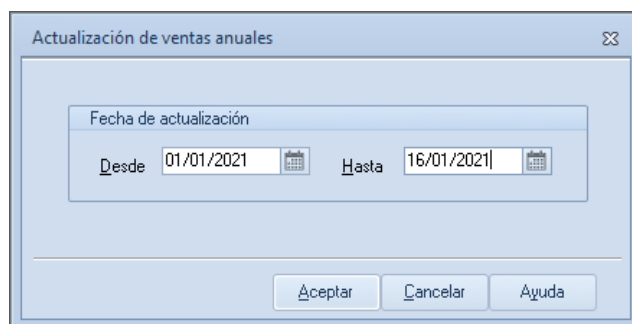 Actualización de ventas anuales
Fecha de actualización
Desde 01/01/2021 Hasta 16/01/2021
Aceptar Cancelar Ayuda